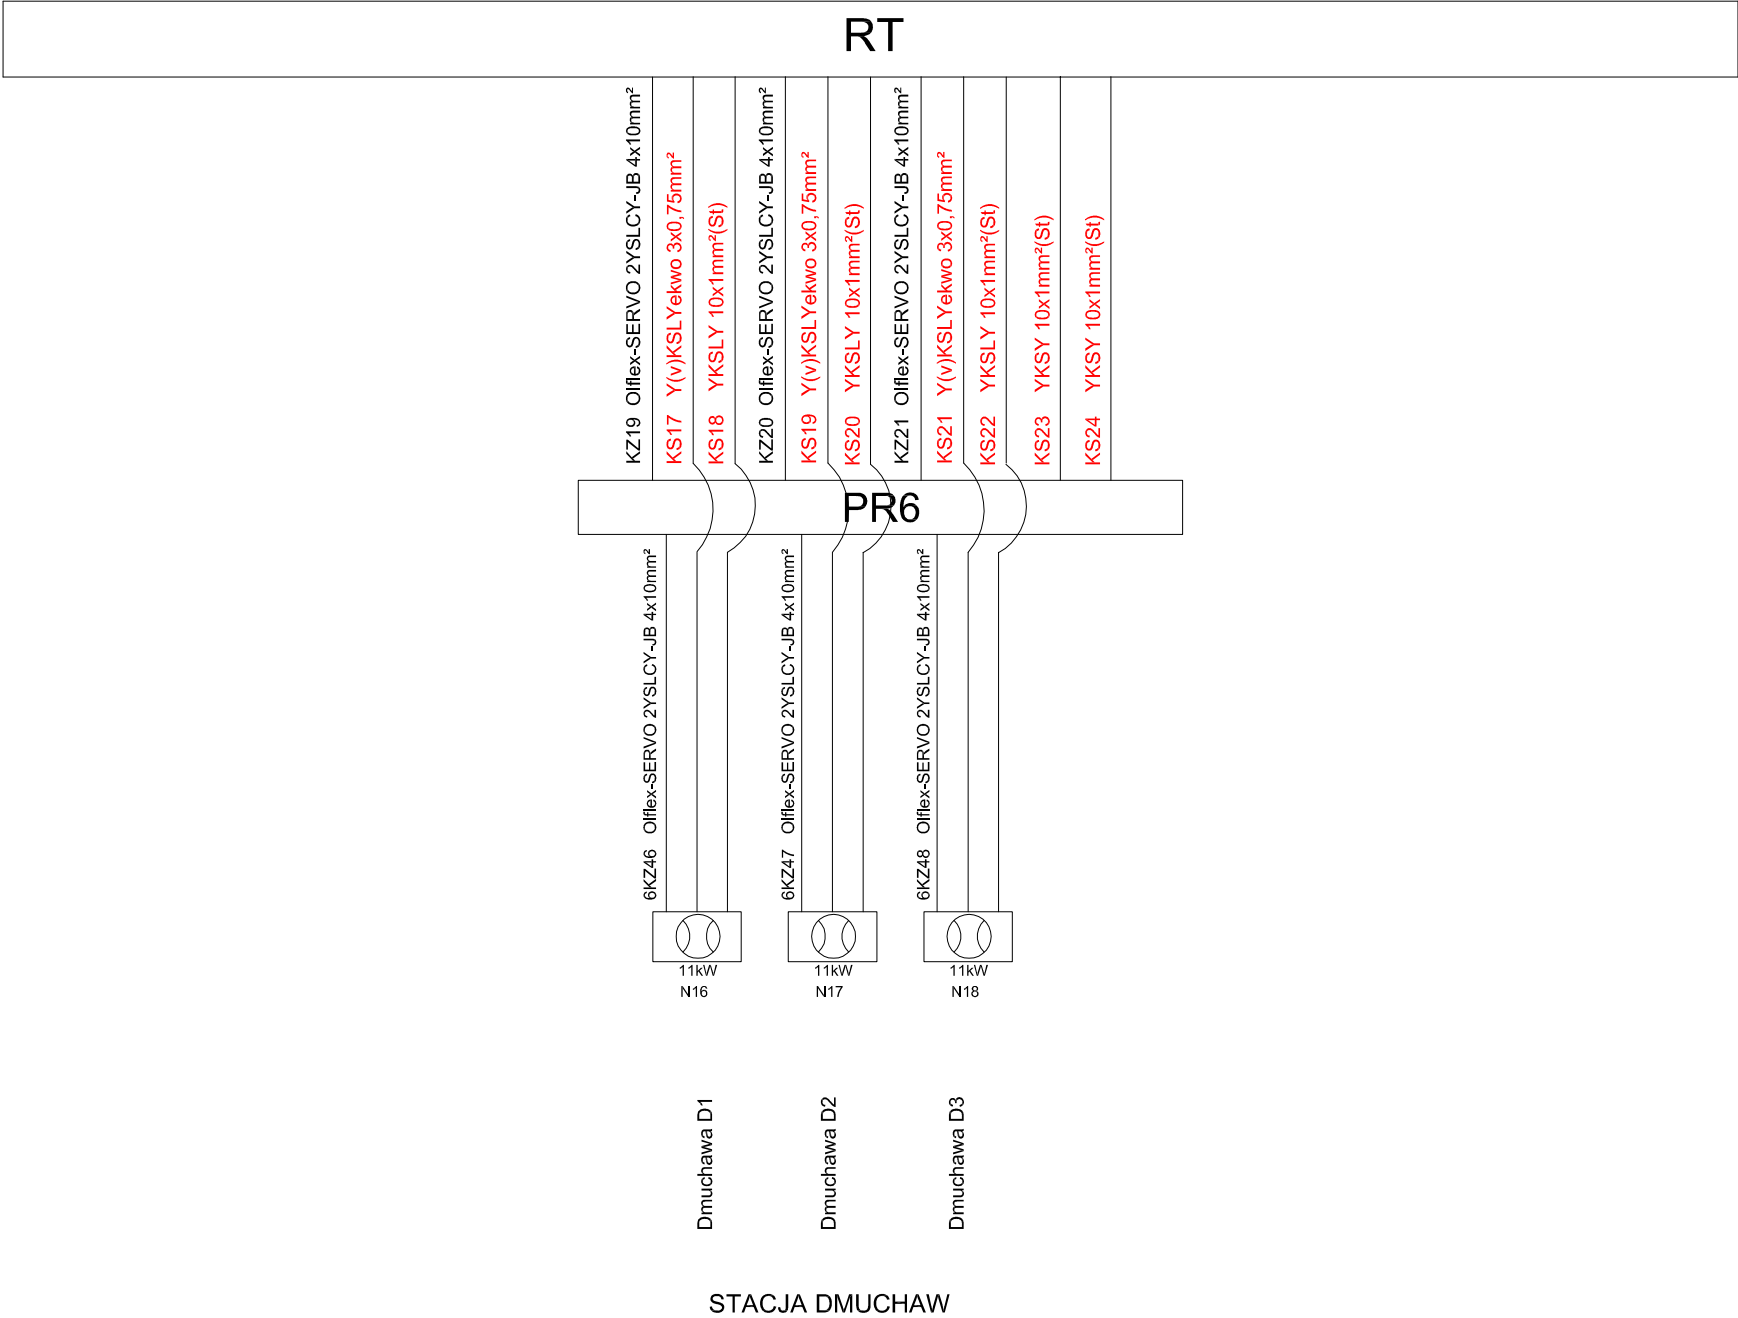 RT
KZ19 Olflex-SERVO 2YSLCY-JB 4x10mm²
KS17 Y(v)KSLYekwo 3x0,75mm²
KS18 YKSLY 10x1mm²(St)
KZ20 Olflex-SERVO 2YSLCY-JB 4x10mm²
KS19 Y(v)KSLYekwo 3x0,75mm²
KS20 YKSLY 10x1mm²(St)
KZ21 Olflex-SERVO 2YSLCY-JB 4x10mm²
KS21 Y(v)KSLYekwo 3x0,75mm²
KS22 YKSLY 10x1mm²(St)
KS23 YKSY 10x1mm²(St)
KS24 YKSY 10x1mm²(St)
PR6
6KZ46 Olflex-SERVO 2YSLCY-JB 4x10mm²
6KZ47 Olflex-SERVO 2YSLCY-JB 4x10mm²
6KZ48 Olflex-SERVO 2YSLCY-JB 4x10mm²
11kW
N16
11kW
N17
11kW
N18
Dmuchawa D1
Dmuchawa D2
Dmuchawa D3
STACJA DMUCHAW